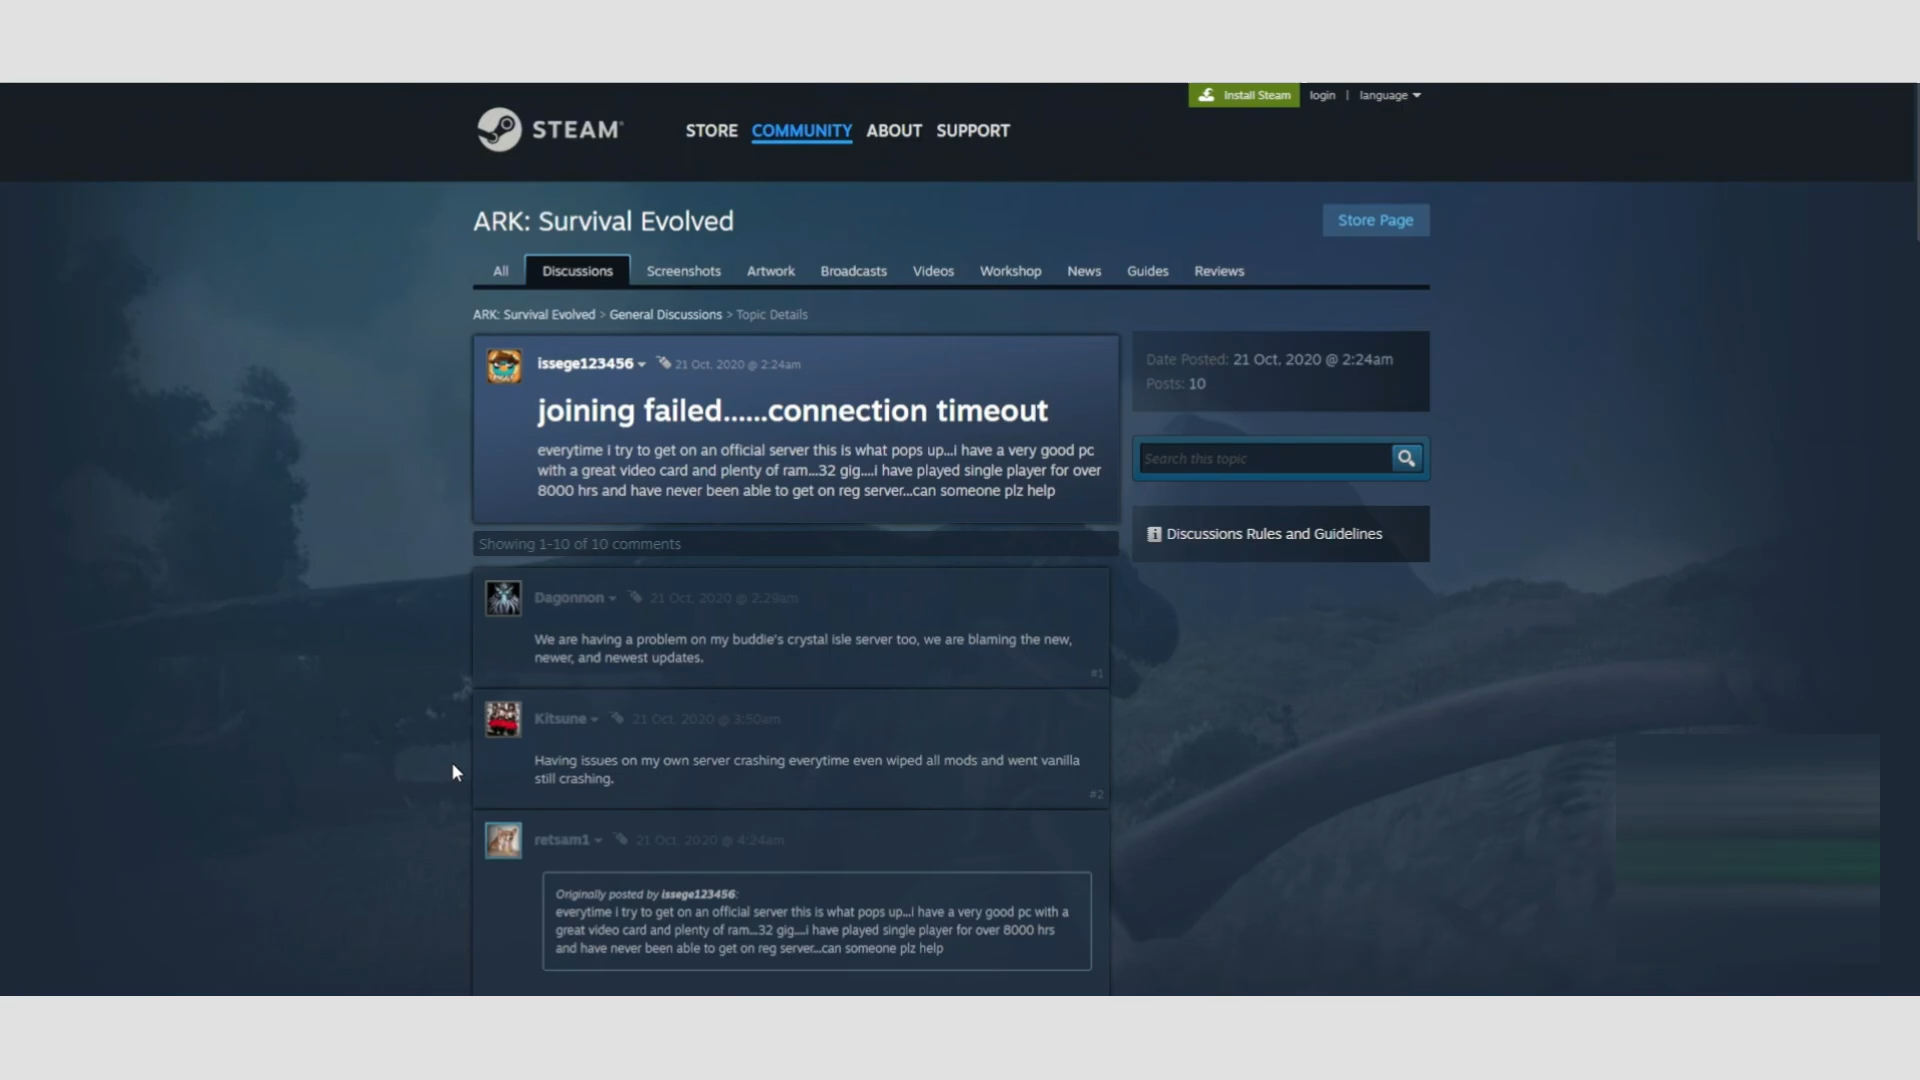 Install Steam login | language
STEAM STORE COMMUNITY ABOUT SUPPORT
ARK: Survival Evolved
Store Page
All Discussions Screenshots Artwork Broadcasts Videos Workshop News Guides Reviews
ARK: Survival Evolved > General Discussions > Topic Details
issege123456 21 Oct, 2020 @ 2:24am
joining failed......connection timeout
everytime i try to get on an official server this is what pops up...i have a very good pc
with a great video card and plenty of ram...32 gig....i have played single player for over
8000 hrs and have never been able to get on reg server...can someone plz help
Date Posted: 21 Oct, 2020 @ 2:24am
Posts: 10
Search this topic
Discussions Rules and Guidelines
Showing 1-10 of 10 comments
Dagonnon 21 Oct, 2020 @ 2:29am
We are having a problem on my buddie's crystal isle server too, we are blaming the new,
newer, and newest updates.
#1
Kitsune 21 Oct, 2020 @ 3:50am
Having issues on my own server crashing everytime even wiped all mods and went vanilla
still crashing.
#2
retsam1 21 Oct, 2020 @ 4:24am
Originally posted by issege123456:
everytime i try to get on an official server this is what pops up...i have a very good pc with a
great video card and plenty of ram...32 gig....i have played single player for over 8000 hrs
and have never been able to get on reg server...can someone plz help